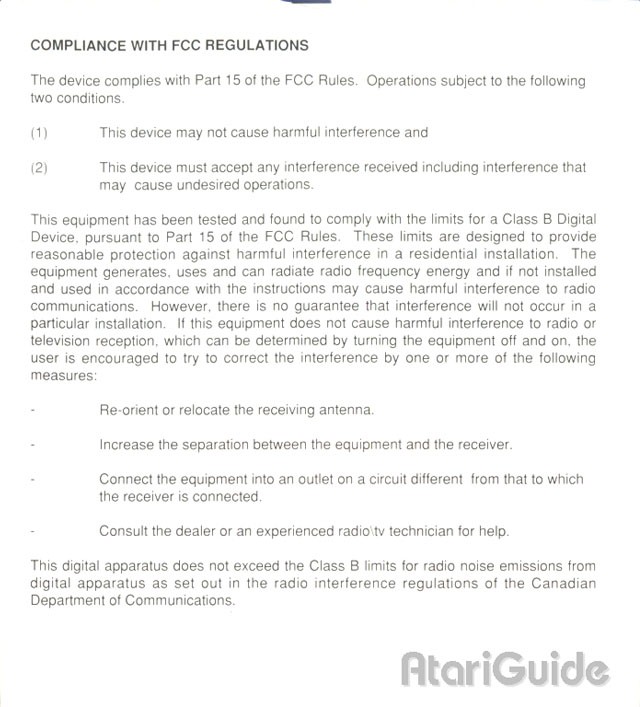 COMPLIANCE WITH FCC REGULATIONS
The device complies with Part 15 of the FCC Rules. Operations subject to the following
two conditions.
(1) This device may not cause harmful interference and
(2) This device must accept any interference received including interference that
may cause undesired operations.
This equipment has been tested and found to comply with the limits for a Class B Digital
Device, pursuant to Part 15 of the FCC Rules. These limits are designed to provide
reasonable protection against harmful interference in a residential installation. The
equipment generates, uses and can radiate radio frequency energy and if not installed
and used in accordance with the instructions may cause harmful interference to radio
communications. However, there is no guarantee that interference will not occur in a
particular installation. If this equipment does not cause harmful interference to radio or
television reception, which can be determined by turning the equipment off and on, the
user is encouraged to try to correct the interference by one or more of the following
measures:
- Re-orient or relocate the receiving antenna.
- Increase the separation between the equipment and the receiver.
- Connect the equipment into an outlet on a circuit different from that to which
the receiver is connected.
- Consult the dealer or an experienced radio\tv technician for help.
This digital apparatus does not exceed the Class B limits for radio noise emissions from
digital apparatus as set out in the radio interference regulations of the Canadian
Department of Communications.
AtariGuide